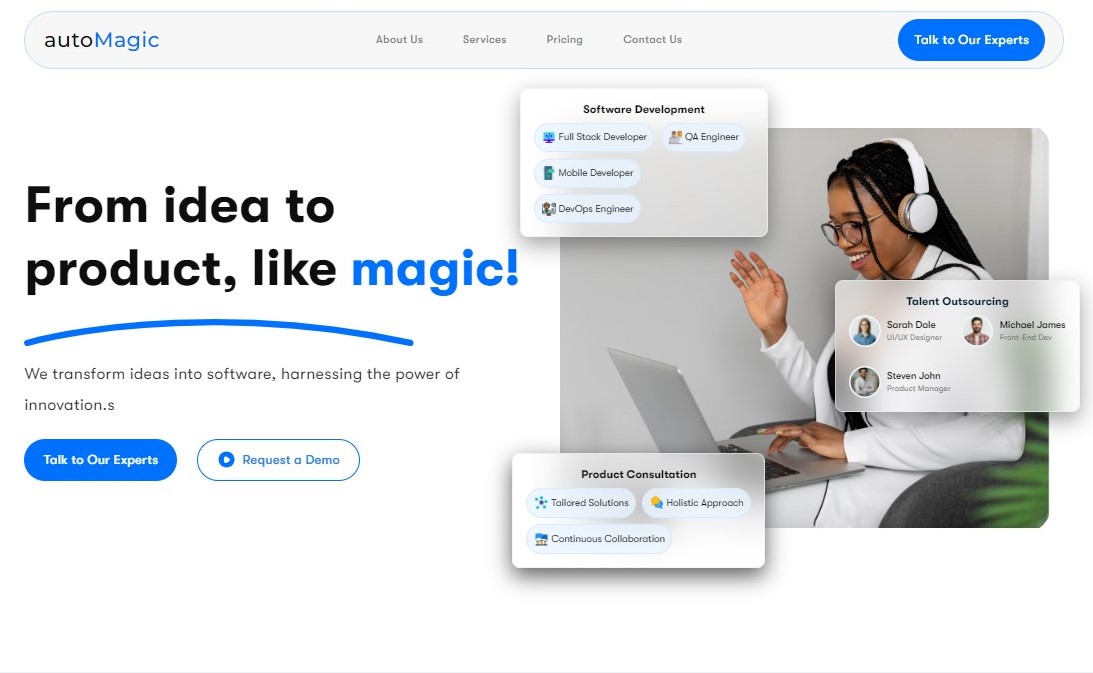 autoMagic
About Us
Services
Pricing
Contact Us
Talk to Our Experts
From idea to
product, like magic!
We transform ideas into software, harnessing the power of
innovation.s
Talk to Our Experts
Request a Demo
Software Development
Full Stack Developer
QA Engineer
Mobile Developer
DevOps Engineer
Talent Outsourcing
Sarah Dale
UI/UX Designer
Michael James
Front-End Dev
Steven John
Product Manager
Product Consultation
Tailored Solutions
Holistic Approach
Continuous Collaboration